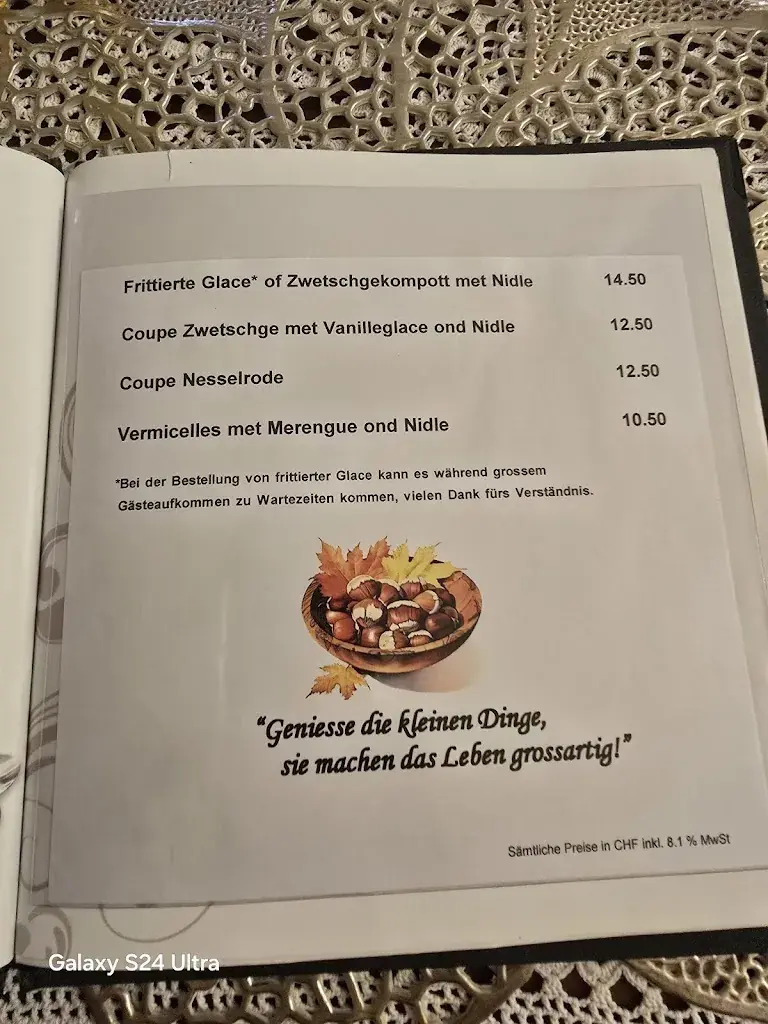 Frittierte Glace* of Zwetschgekompott met Nidle 14.50
Coupe Zwetschge met Vanilleglace ond Nidle 12.50
Coupe Nesselrode 12.50
Vermicelles met Merengue ond Nidle 10.50
*Bei der Bestellung von frittierter Glace kann es während grossem
Gästeaufkommen zu Wartezeiten kommen, vielen Dank fürs Verständnis.
“Geniesse die kleinen Dinge,
sie machen das Leben grossartig!”
Sämtliche Preise in CHF inkl. 8.1 % MwSt
Galaxy S24 Ultra